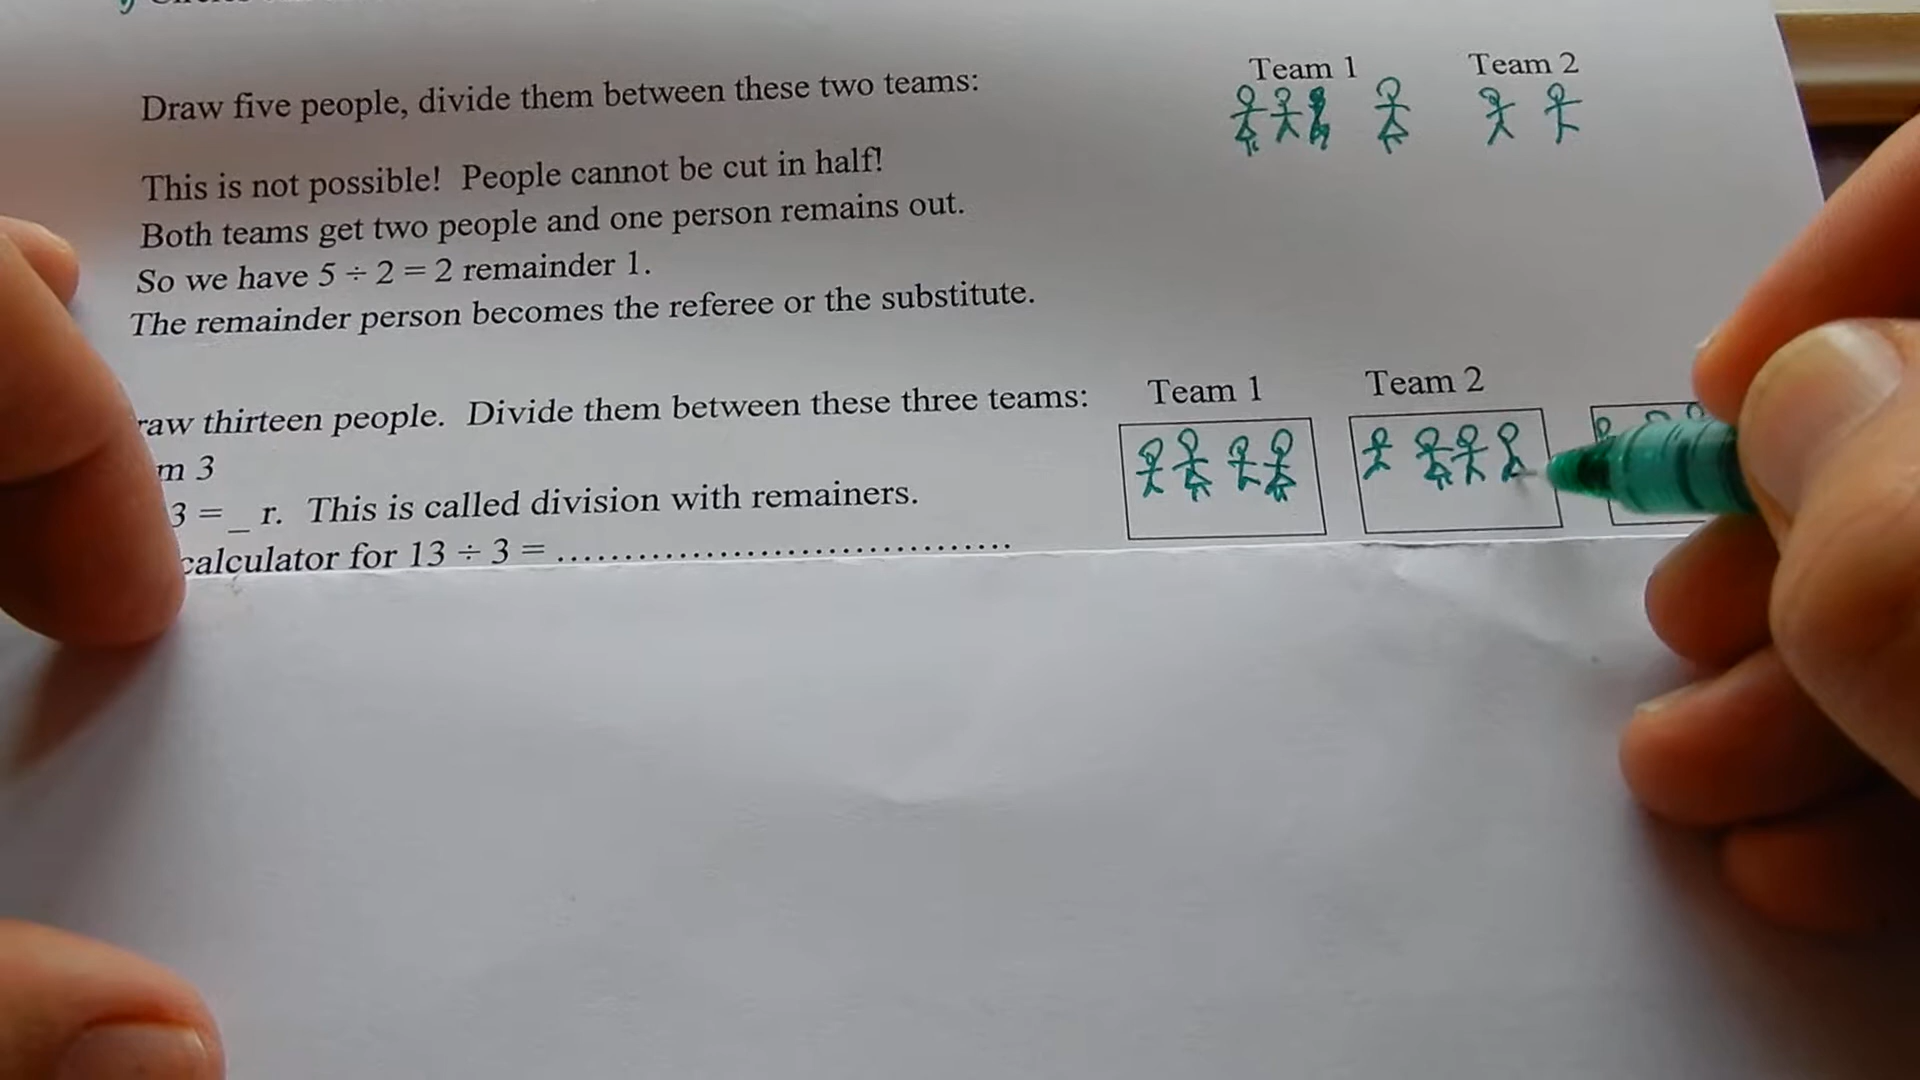 Draw five people, divide them between these two teams:
Team 1 Team 2
This is not possible! People cannot be cut in half!
Both teams get two people and one person remains out.
So we have 5 ÷ 2 = 2 remainder 1.
The remainder person becomes the referee or the substitute.
raw thirteen people. Divide them between these three teams:
Team 1 Team 2
m 3
3 = _ r. This is called division with remainers.
calculator for 13 ÷ 3 = ....................................